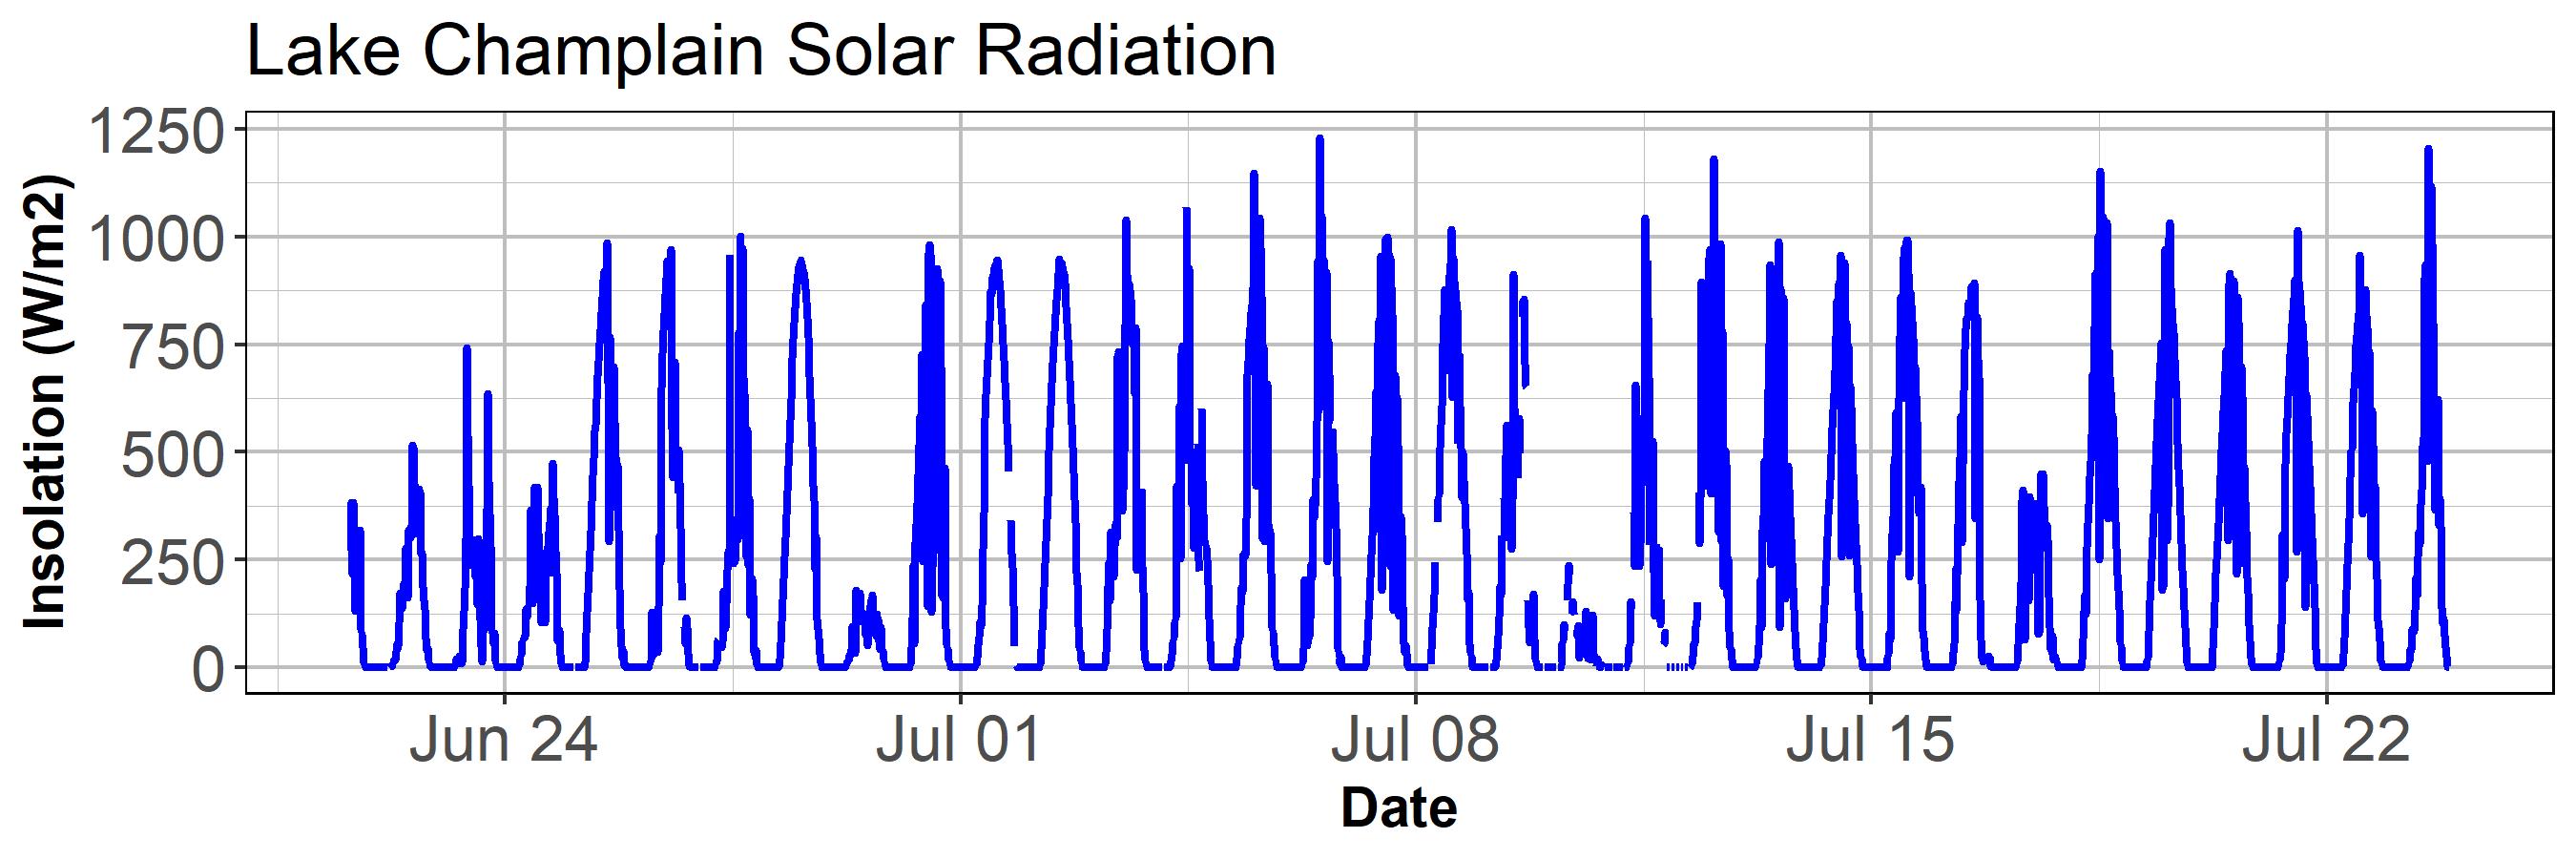 Lake Champlain Solar Radiation
Insolation (W/m2)
1250
1000
750
500
250
0
Jun 24 Jul 01 Jul 08 Jul 15 Jul 22
Date